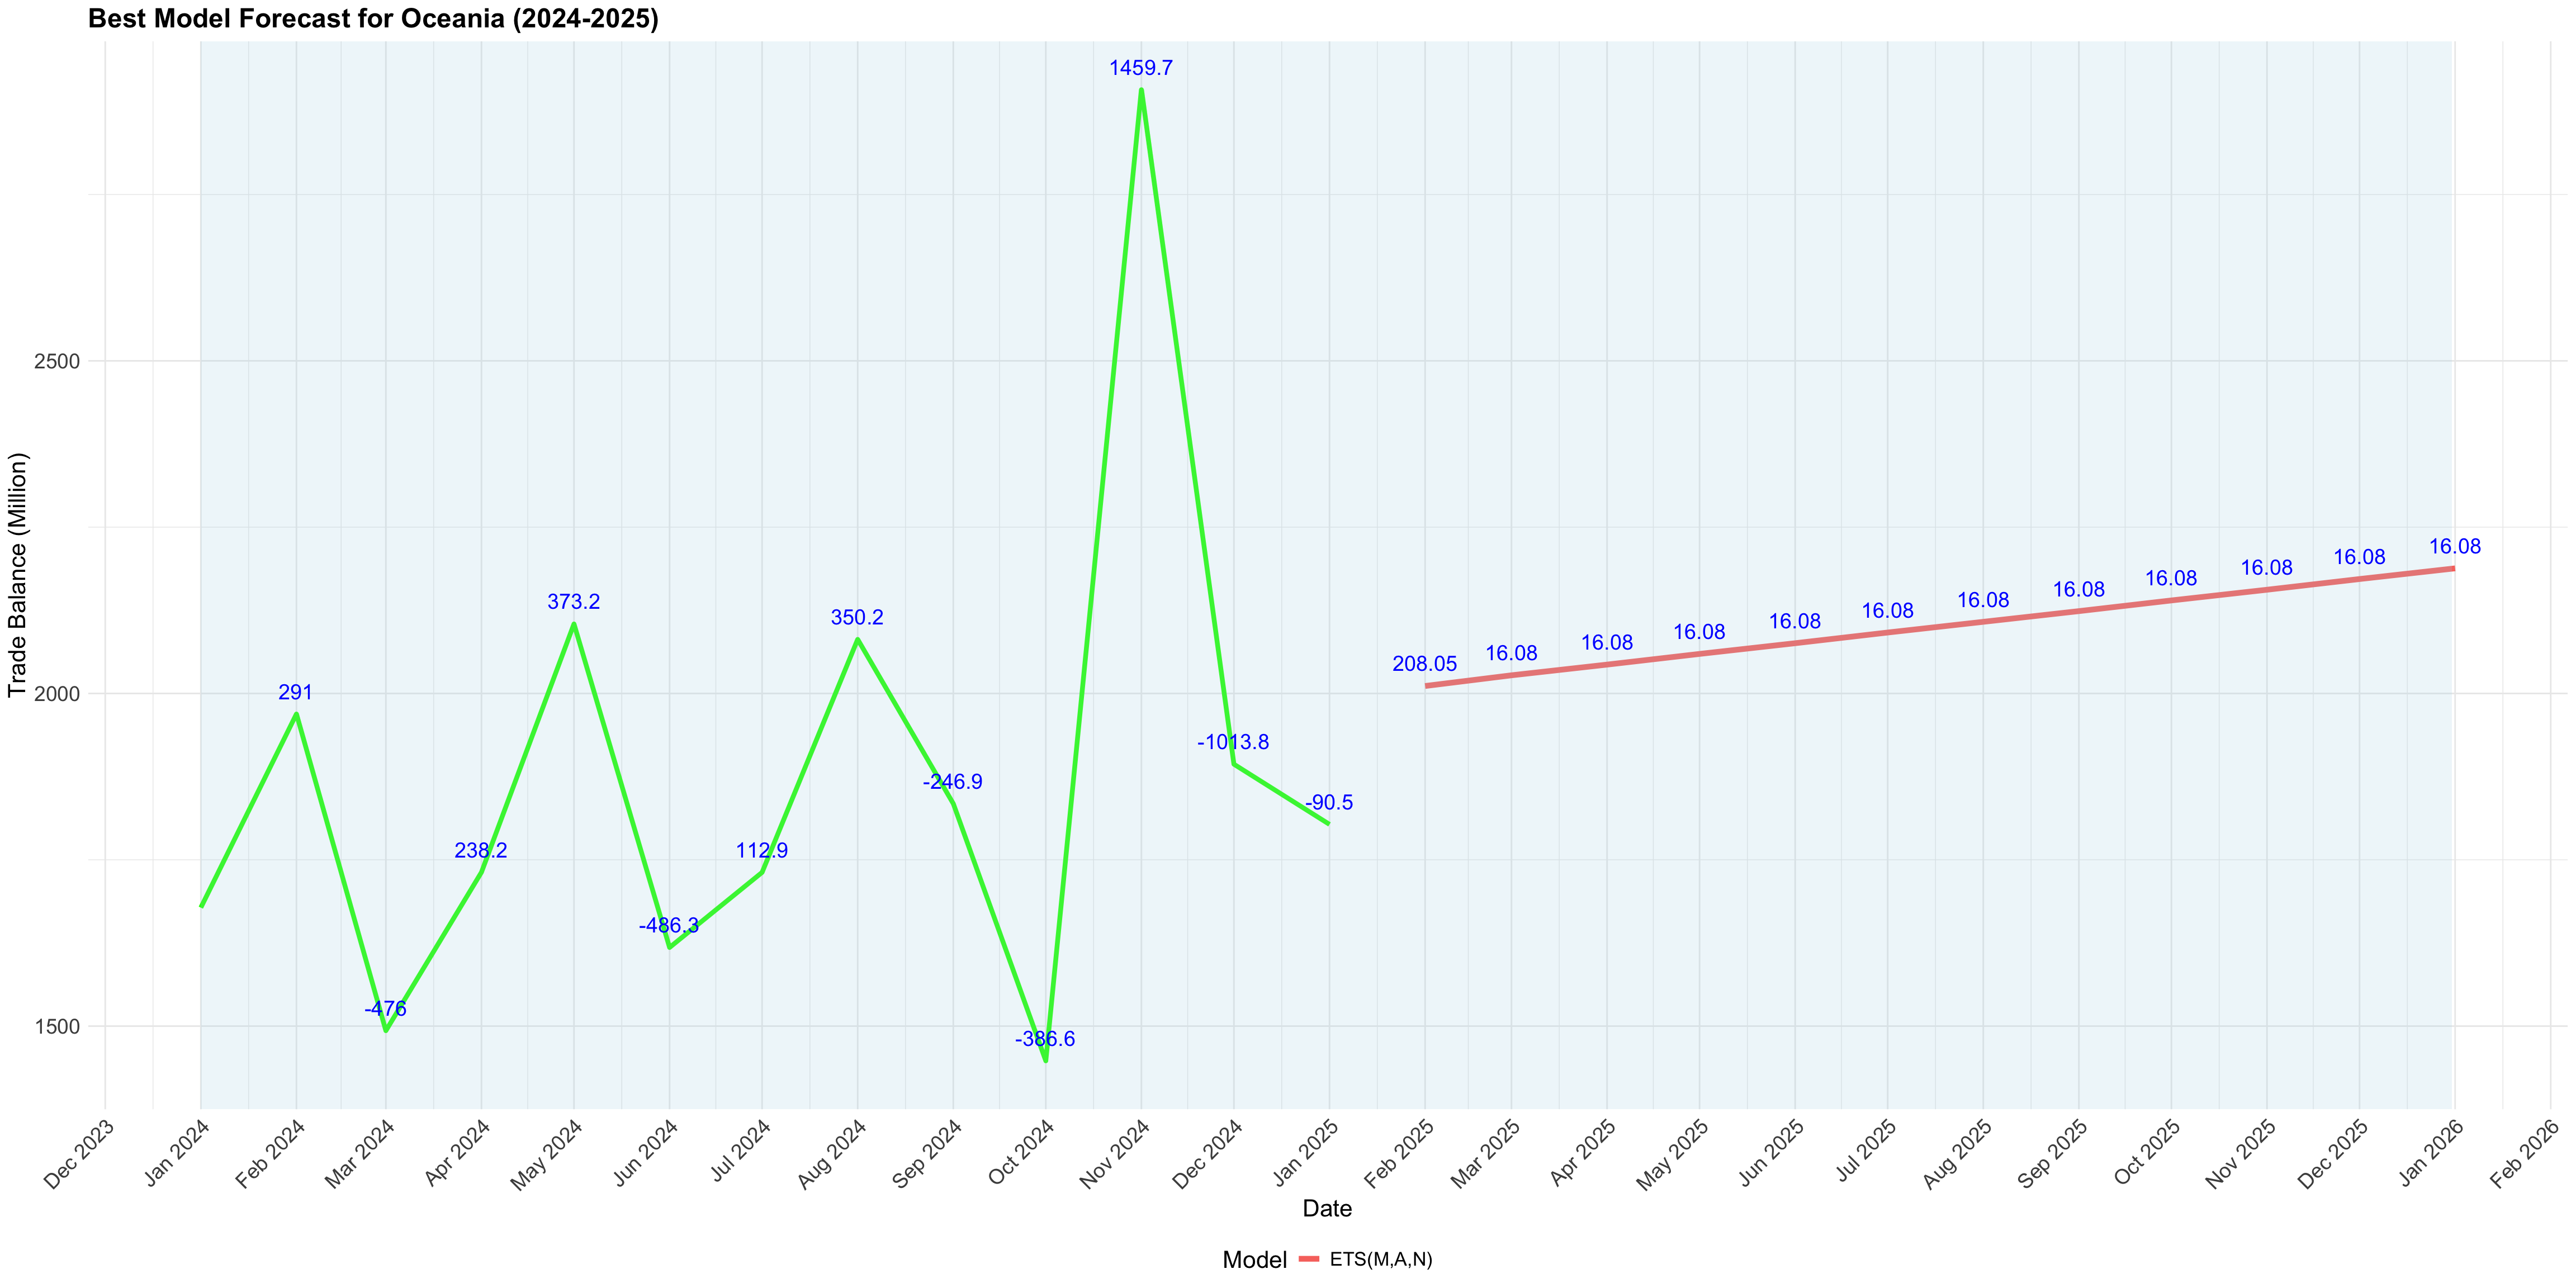 Best Model Forecast for Oceania (2024-2025)
Trade Balance (Million)
2500
2000
1500
291
-476
238.2
373.2
-486.3
112.9
350.2
-246.9
-386.6
1459.7
-1013.8
-90.5
208.05
16.08
16.08
16.08
16.08
16.08
16.08
16.08
16.08
16.08
16.08
16.08
Dec 2023
Jan 2024
Feb 2024
Mar 2024
Apr 2024
May 2024
Jun 2024
Jul 2024
Aug 2024
Sep 2024
Oct 2024
Nov 2024
Dec 2024
Jan 2025
Feb 2025
Mar 2025
Apr 2025
May 2025
Jun 2025
Jul 2025
Aug 2025
Sep 2025
Oct 2025
Nov 2025
Dec 2025
Jan 2026
Feb 2026
Date
Model ETS(M,A,N)